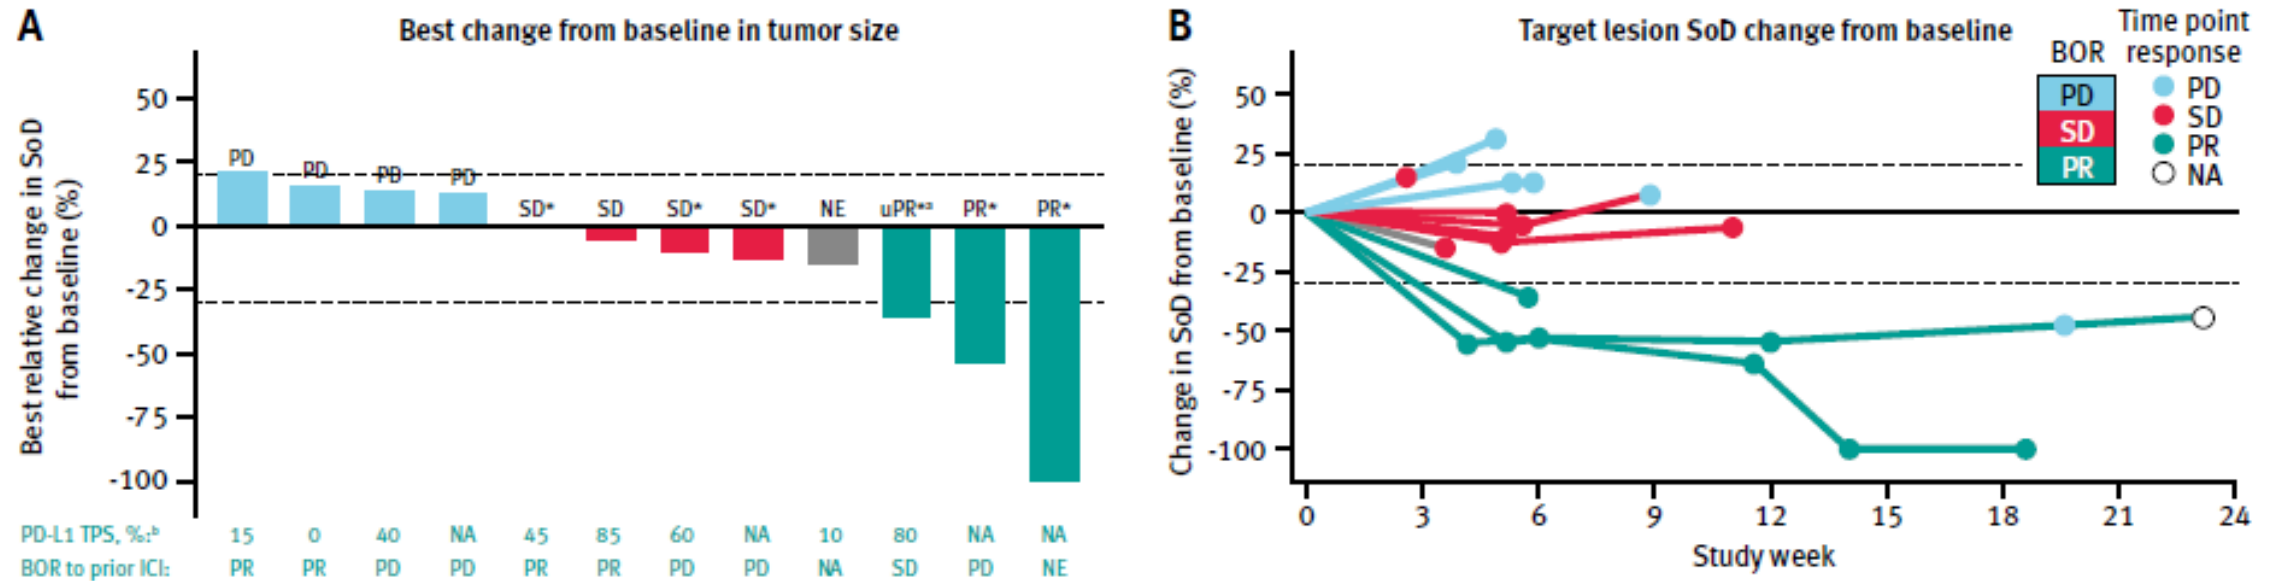 A
Best change from baseline in tumor size
Best relative change in SoD
from baseline (%)
50
25
0
-25
-50
-75
-100
PD
PD
PD
PD
SD*
SD
SD*
SD*
NE
uPR*ᵃ
PR*
PR*
PD-L1 TPS, %:ᵇ 15 0 40 NA 45 85 60 NA 10 80 NA NA
BOR to prior ICI: PR PR PD PD PR PR PD PD NA SD PD NE
B
Target lesion SoD change from baseline
Change in SoD from baseline (%)
50
25
0
-25
-50
-75
-100
0 3 6 9 12 15 18 21 24
Study week
BOR
PD
SD
PR
Time point
response
PD
SD
PR
NA